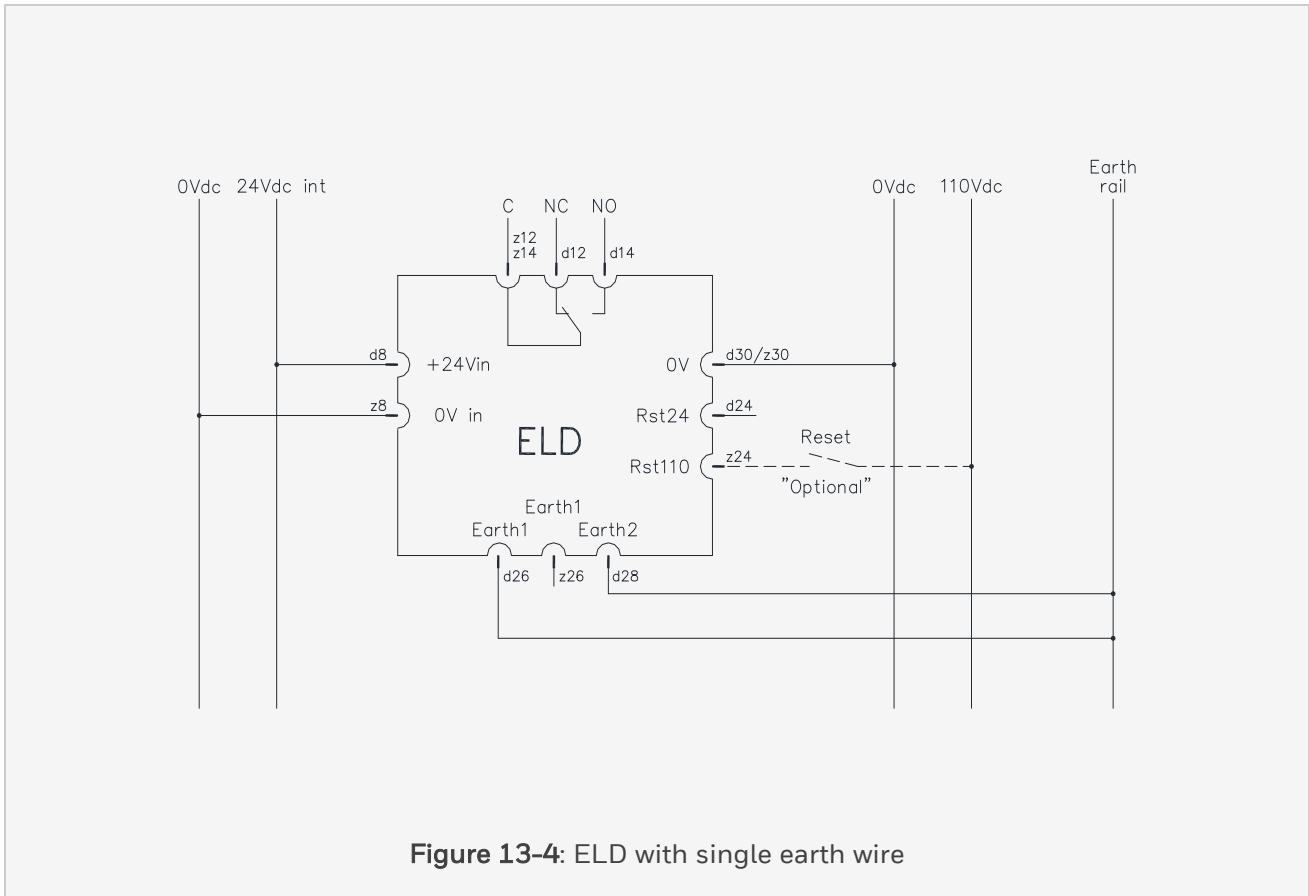 Earth
rail
0Vdc 24Vdc int
0Vdc 110Vdc
C NC NO
z12
z14 d12 d14
d8 +24Vin 0V d30/z30
z8 0V in Rst24 d24
ELD
Reset
Rst110 z24
"Optional"
Earth1
Earth1 Earth2
d26 z26 d28
Figure 13-4: ELD with single earth wire